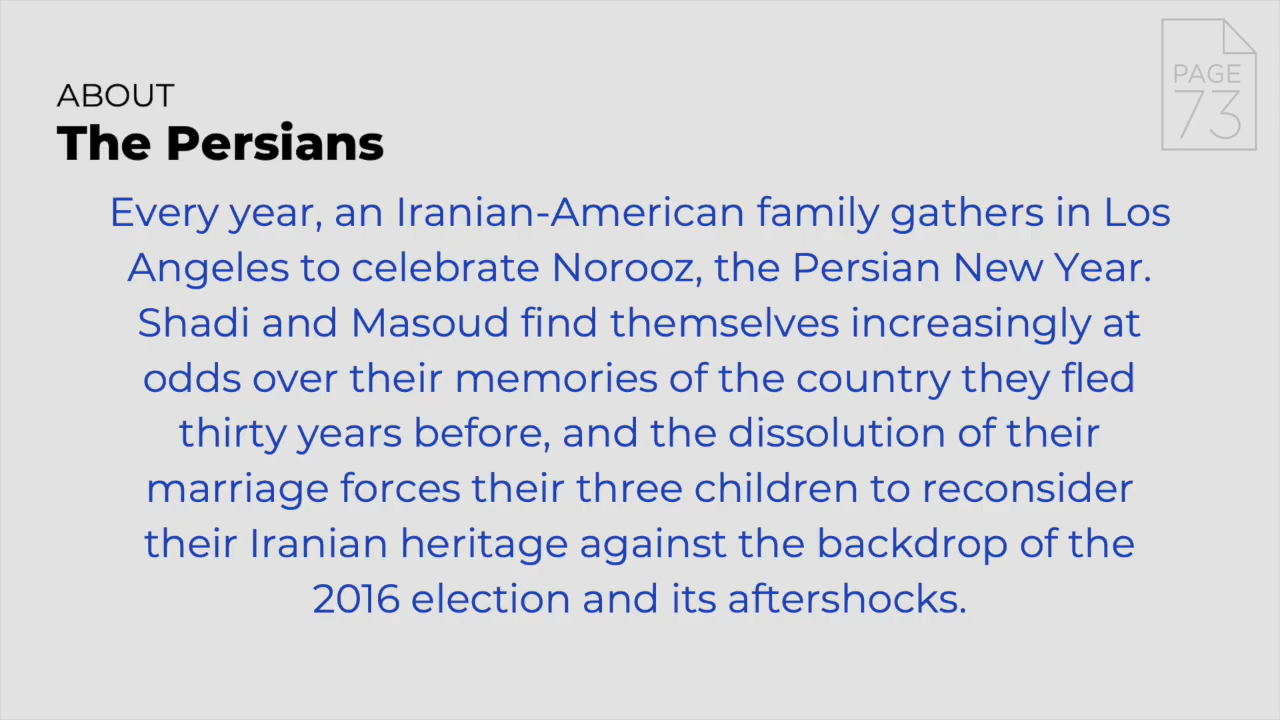 PAGE
73
ABOUT
The Persians
Every year, an Iranian-American family gathers in Los
Angeles to celebrate Norooz, the Persian New Year.
Shadi and Masoud find themselves increasingly at
odds over their memories of the country they fled
thirty years before, and the dissolution of their
marriage forces their three children to reconsider
their Iranian heritage against the backdrop of the
2016 election and its aftershocks.